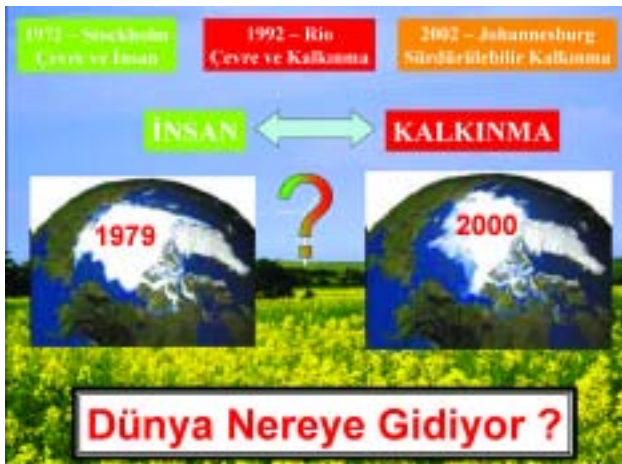 1972 – Stockholm
Çevre ve İnsan
1992 – Rio
Çevre ve Kalkınma
2002 – Johannesburg
Sürdürülebilir Kalkınma
İNSAN
KALKINMA
?
1979
2000
Dünya Nereye Gidiyor ?